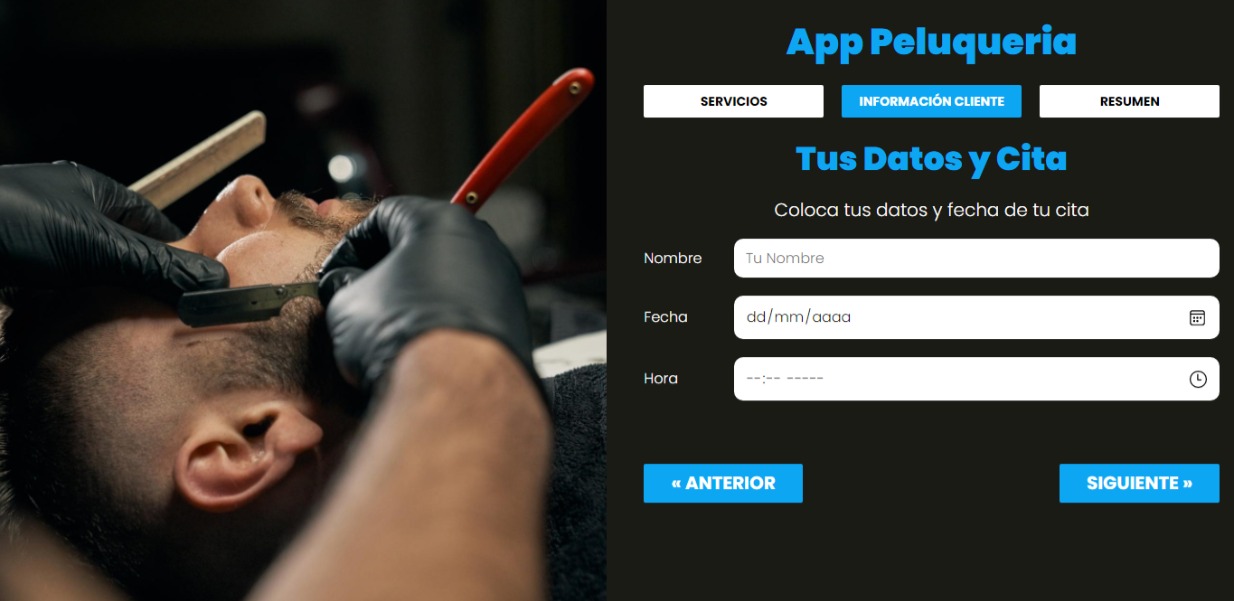 App Peluqueria
SERVICIOS
INFORMACIÓN CLIENTE
RESUMEN
Tus Datos y Cita
Coloca tus datos y fecha de tu cita
Nombre
Tu Nombre
Fecha
dd/mm/aaaa
Hora
--:-- -----
« ANTERIOR
SIGUIENTE »